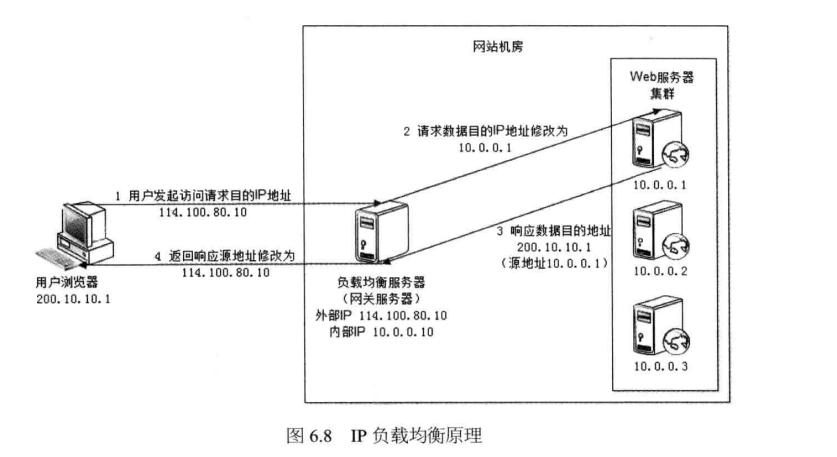 网站机房
Web服务器
集群
2 请求数据目的IP地址修改为
10.0.0.1
10.0.0.1
1 用户发起访问请求目的IP地址
114.100.80.10
3 响应数据目的地址
200.10.10.1
(源地址10.0.0.1)
4 返回响应源地址修改为
114.100.80.10
10.0.0.2
用户浏览器
200.10.10.1
负载均衡服务器
(网关服务器)
外部IP 114.100.80.10
内部IP 10.0.0.10
10.0.0.3
图 6.8 IP 负载均衡原理